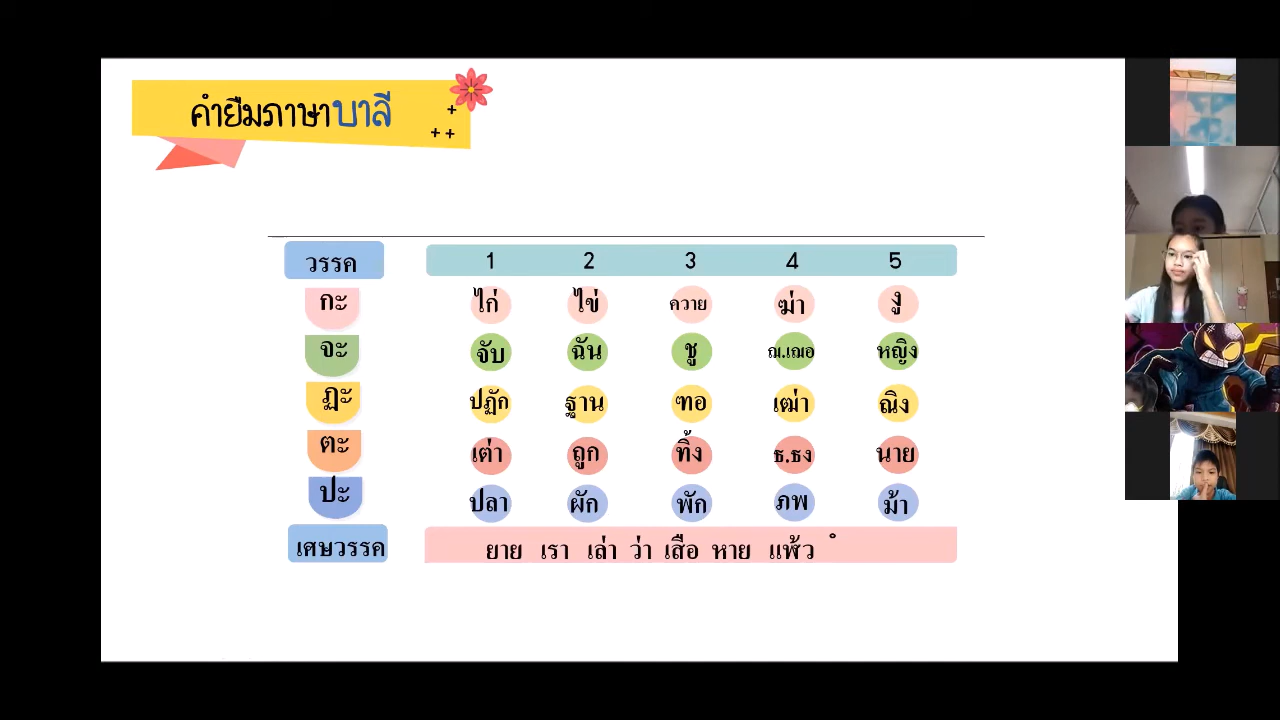 คำยืมภาษาบาลี
วรรค 1 2 3 4 5
กะ ไก่ ไข่ ควาย ฆ่า งู
จะ จับ ฉัน ชู ฌ.เฌอ หญิง
ฏะ ปฏัก ฐาน ฑอ เฒ่า ณิง
ตะ เต่า ถูก ทิ้ง ธ.ธง นาย
ปะ ปลา ผัก พัก ภพ ม้า
เศษวรรค ยาย เรา เล่า ว่า เสือ หาย แฬ้ว ํ